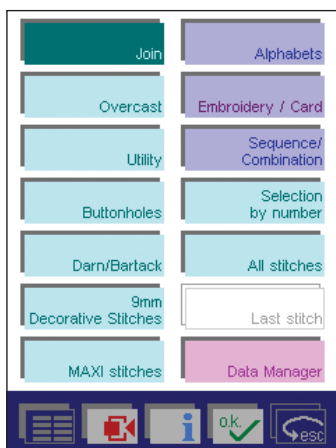 Join
Alphabets
Overcast
Embroidery / Card
Utility
Sequence/
Combination
Buttonholes
Selection
by number
Darn/Bartack
All stitches
9mm
Decorative Stitches
Last stitch
MAXI stitches
Data Manager
i
o.k.
esc